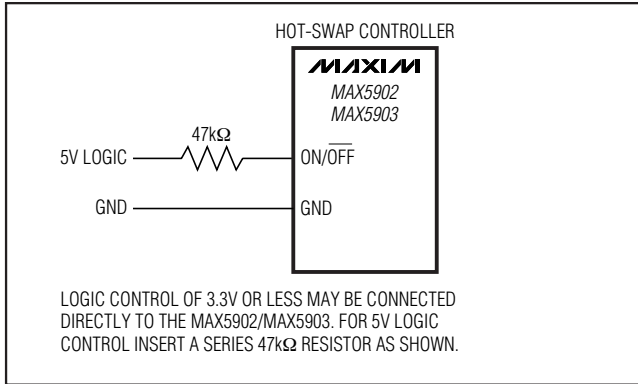 HOT-SWAP CONTROLLER
MAXIM
MAX5902
MAX5903
47kΩ
5V LOGIC
ON/OFF
GND
GND
LOGIC CONTROL OF 3.3V OR LESS MAY BE CONNECTED
DIRECTLY TO THE MAX5902/MAX5903. FOR 5V LOGIC
CONTROL INSERT A SERIES 47kΩ RESISTOR AS SHOWN.